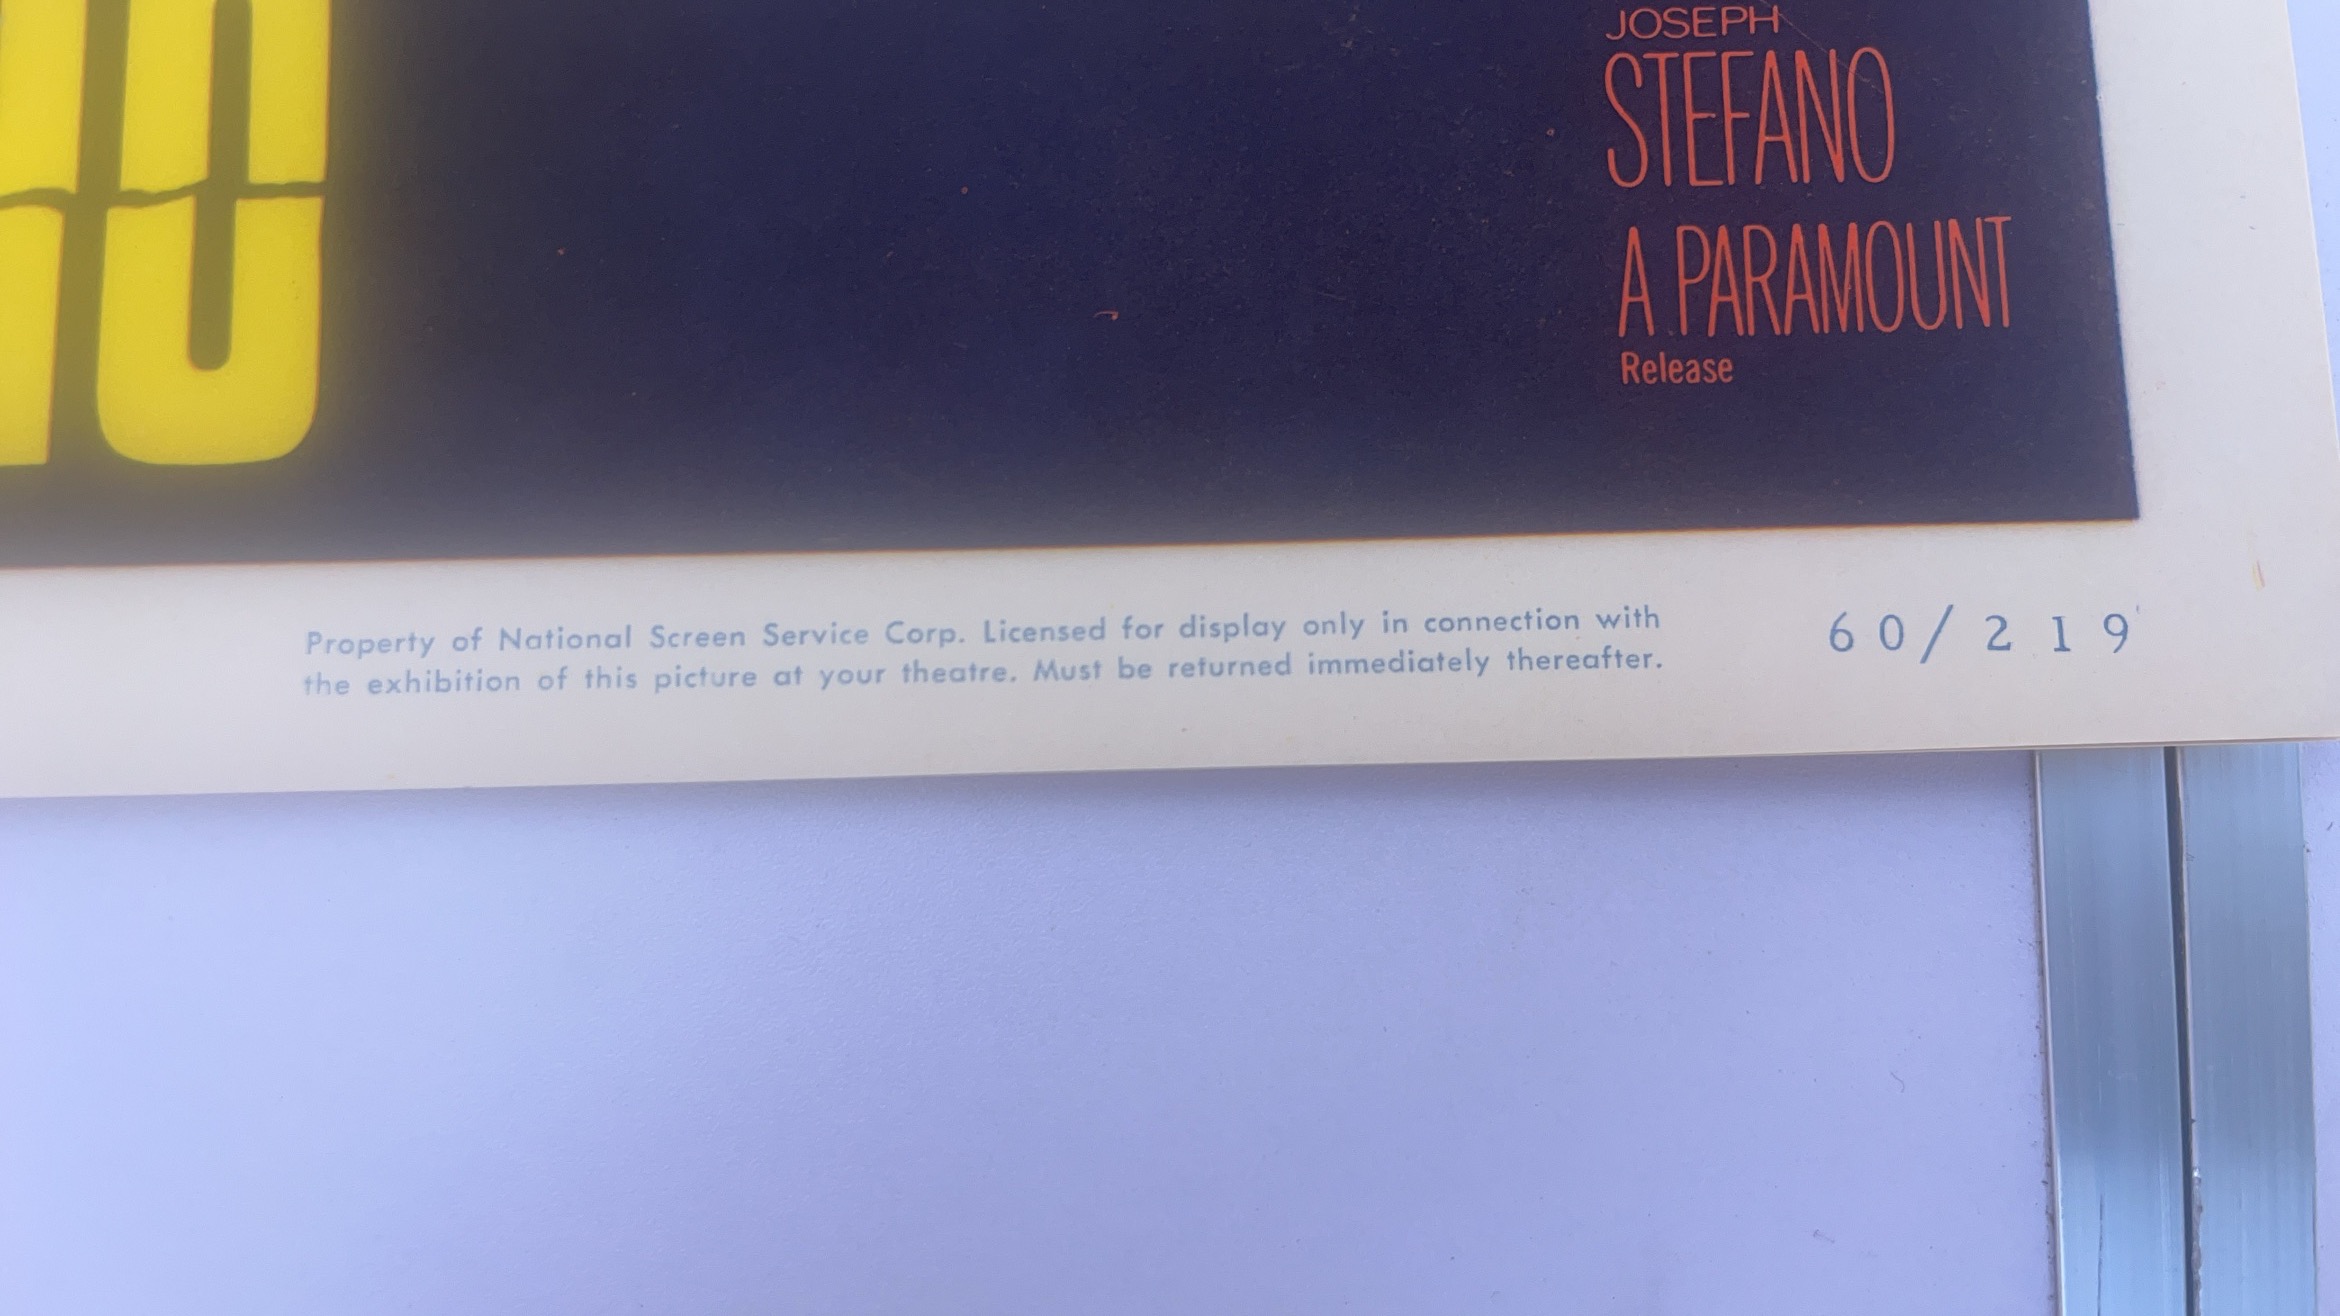 JOSEPH
STEFANO
A PARAMOUNT
Release
Property of National Screen Service Corp. Licensed for display only in connection with
the exhibition of this picture at your theatre. Must be returned immediately thereafter.
60/219